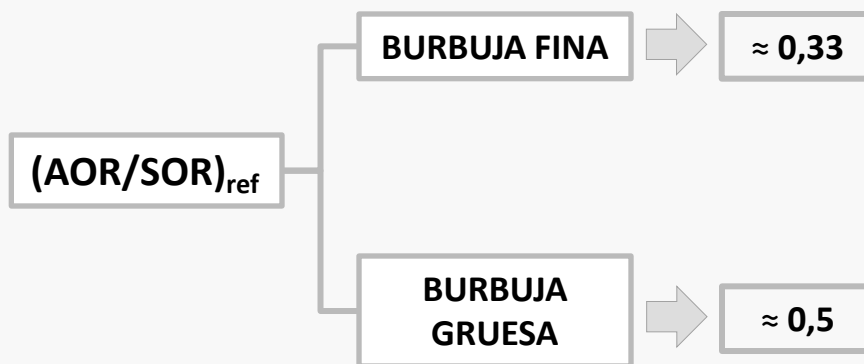 BURBUJA FINA
≈ 0,33
(AOR/SOR)ref
BURBUJA
GRUESA
≈ 0,5